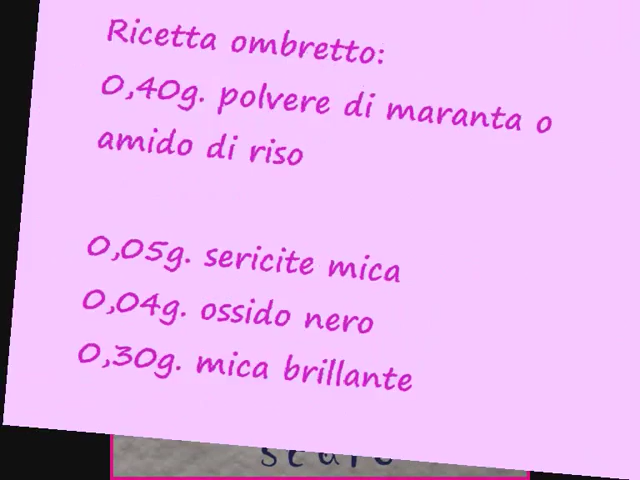 Ricetta ombretto:
0,40g. polvere di maranta o
amido di riso
0,05g. sericite mica
0,04g. ossido nero
0,30g. mica brillante